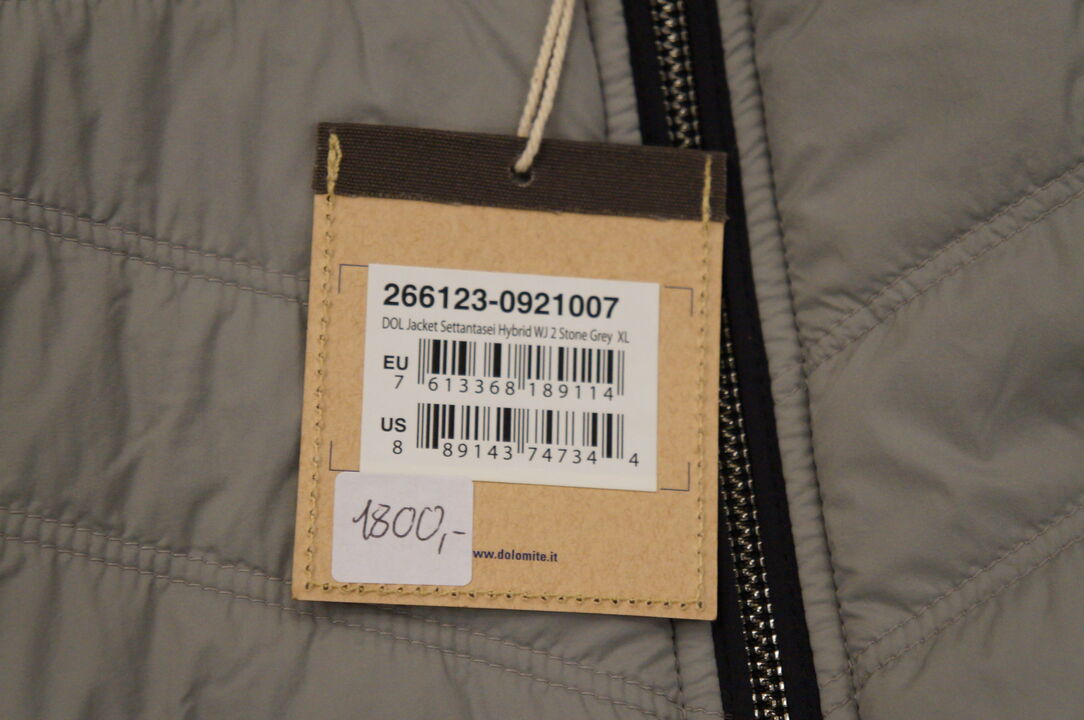 266123-0921007
DOL Jacket Settantasei Hybrid WJ 2 Stone Grey XL
EU
7 613368 189114
US
8 89143 74734 4
1800,-
www.dolomite.it